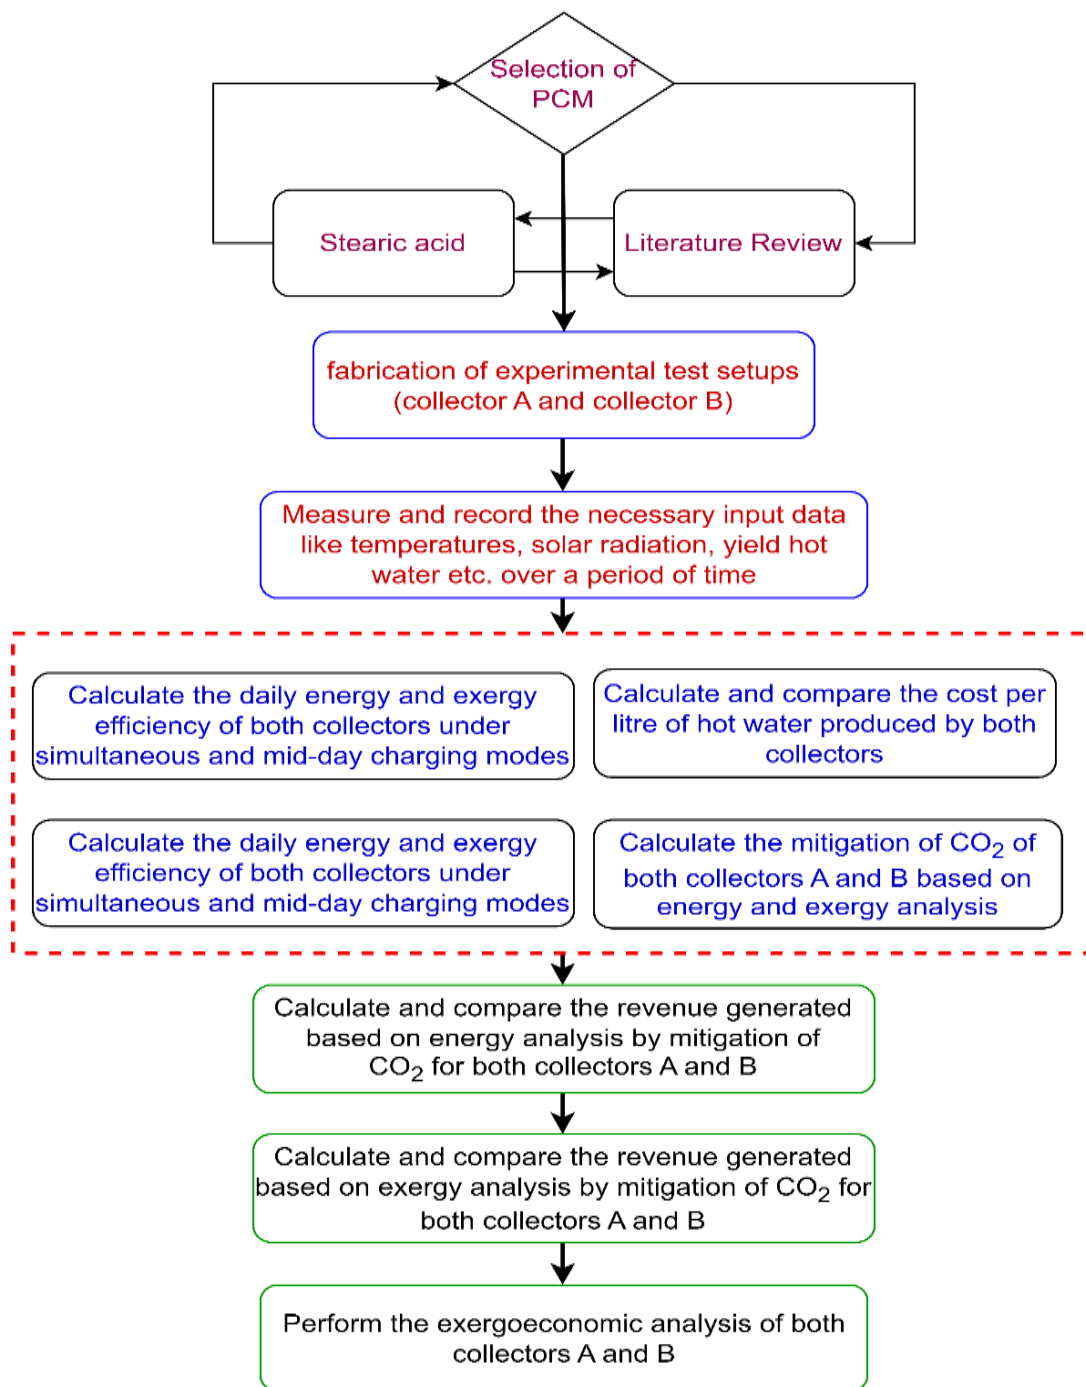 Selection of
PCM
Stearic acid
Literature Review
fabrication of experimental test setups
(collector A and collector B)
Measure and record the necessary input data
like temperatures, solar radiation, yield hot
water etc. over a period of time
Calculate the daily energy and exergy
efficiency of both collectors under
simultaneous and mid-day charging modes
Calculate and compare the cost per
litre of hot water produced by both
collectors
Calculate the daily energy and exergy
efficiency of both collectors under
simultaneous and mid-day charging modes
Calculate the mitigation of CO₂ of
both collectors A and B based on
energy and exergy analysis
Calculate and compare the revenue generated
based on energy analysis by mitigation of
CO₂ for both collectors A and B
Calculate and compare the revenue generated
based on exergy analysis by mitigation of CO₂ for
both collectors A and B
Perform the exergoeconomic analysis of both
collectors A and B